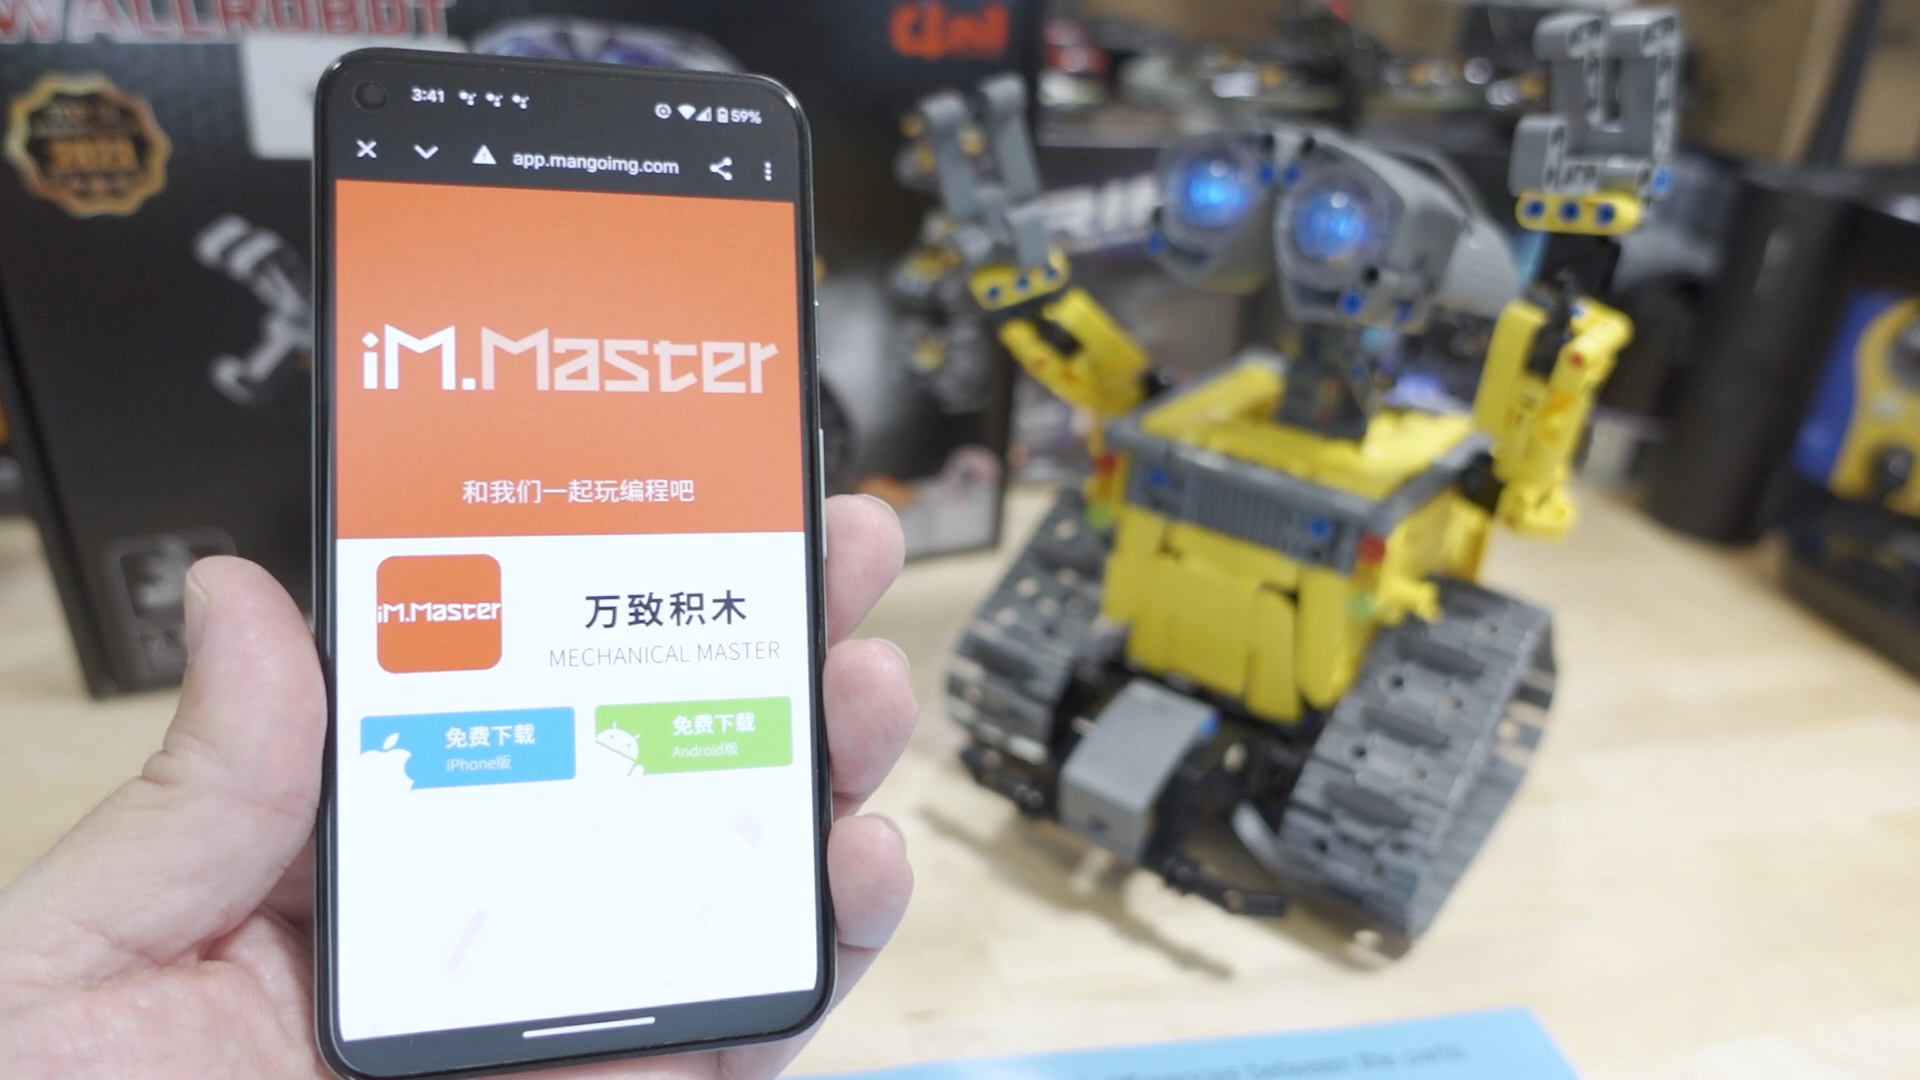 WALLROBOT
3:41
59%
app.mangoimg.com
iM.Master
和我们一起玩编程吧
iM.Master
万致积木
MECHANICAL MASTER
免费下载
iPhone版
免费下载
Android版